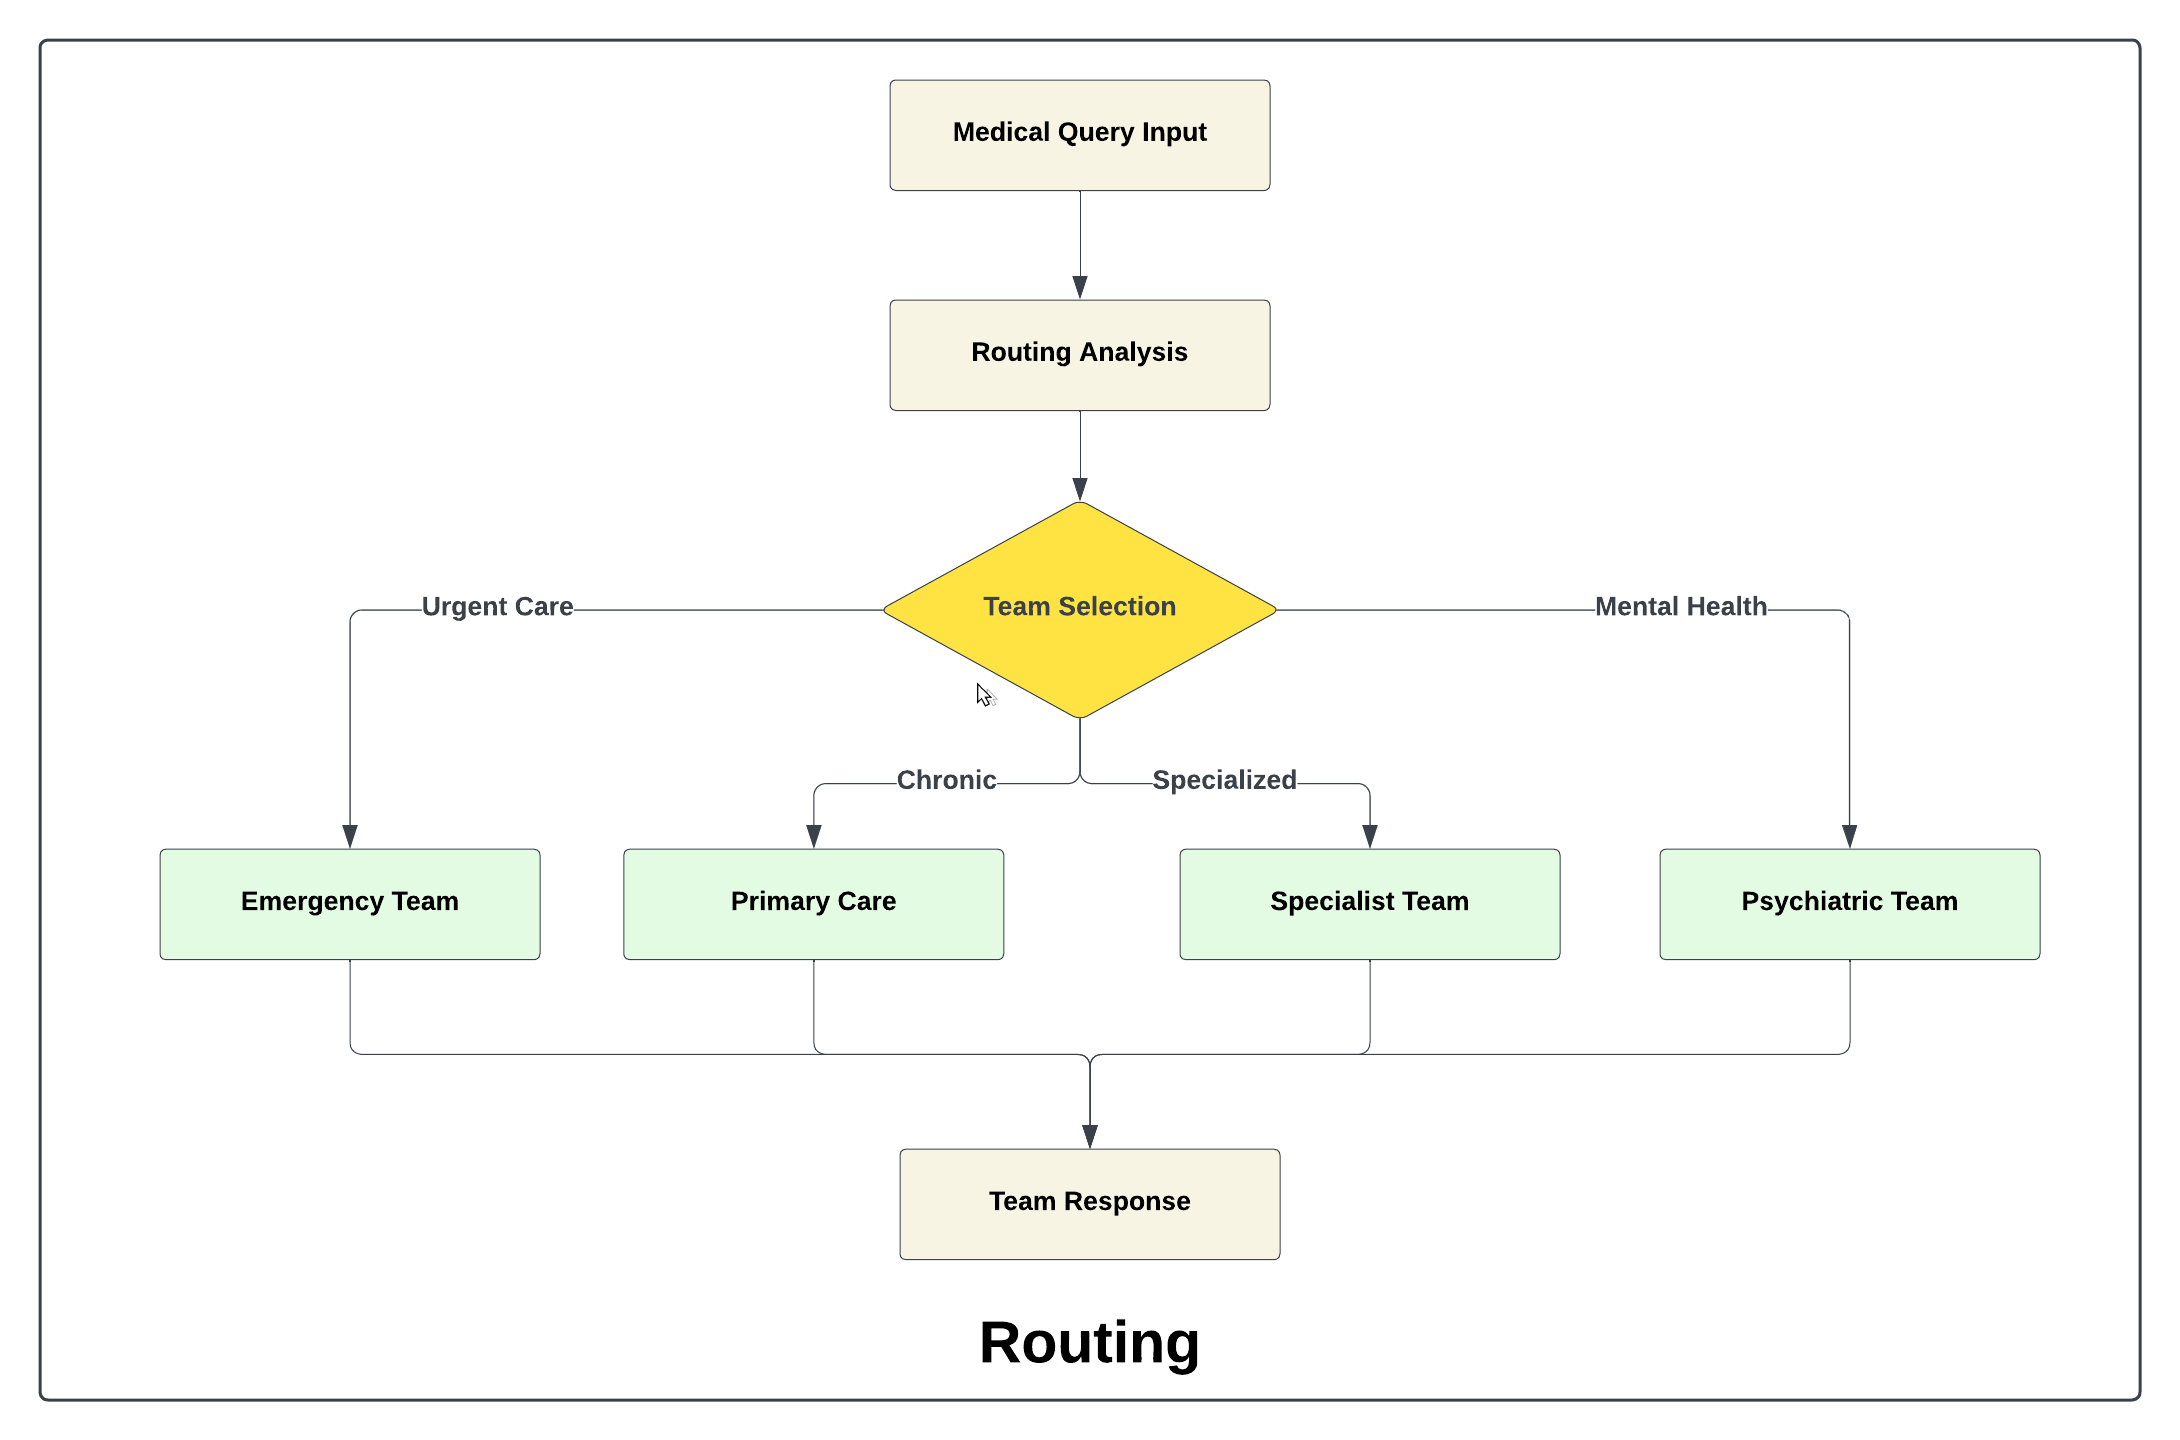 Medical Query Input
Routing Analysis
Team Selection
Urgent Care
Mental Health
Chronic
Specialized
Emergency Team
Primary Care
Specialist Team
Psychiatric Team
Team Response
Routing